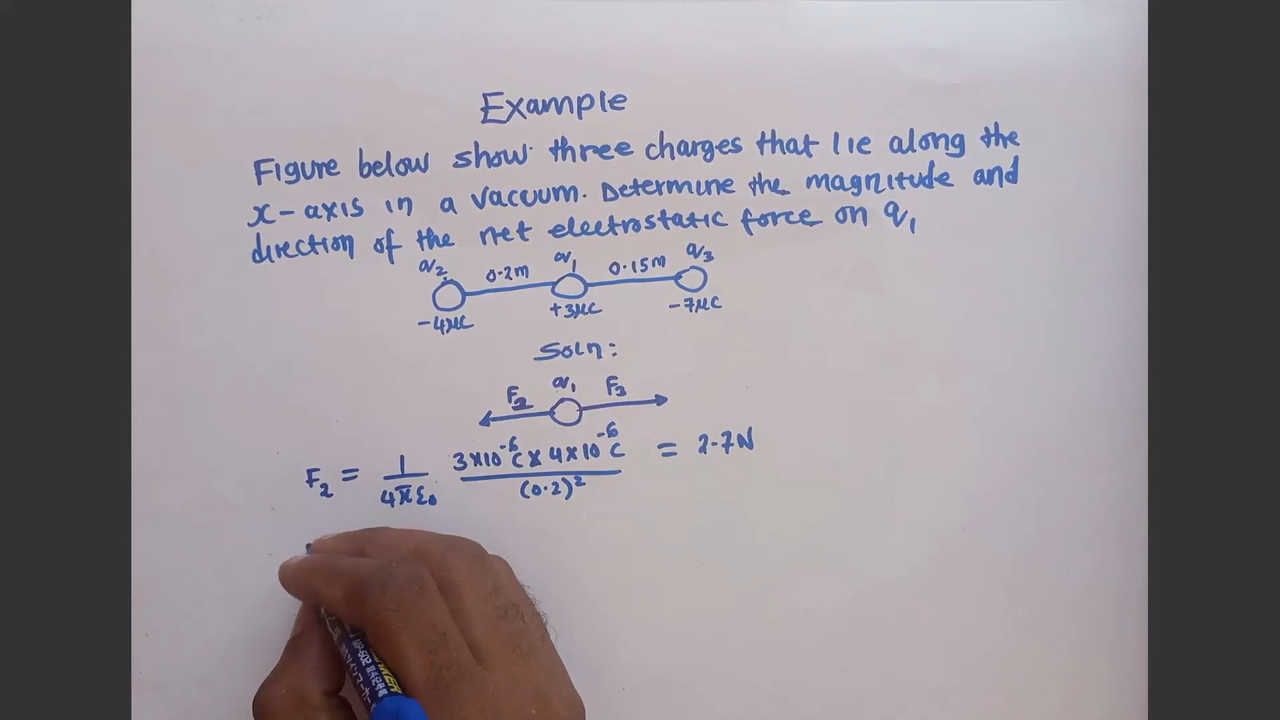 Example
Figure below show three charges that lie along the
x-axis in a vacuum. Determine the magnitude and
direction of the net electrostatic force on q₁
q₂ 0.2m q₁ 0.15m q₃
-4μC +3μC -7μC
Soln:
F₂ q₁ F₃
F₂ = 1/4πε₀ 3×10⁻⁶C × 4×10⁻⁶C/(0.2)² = 2.7N